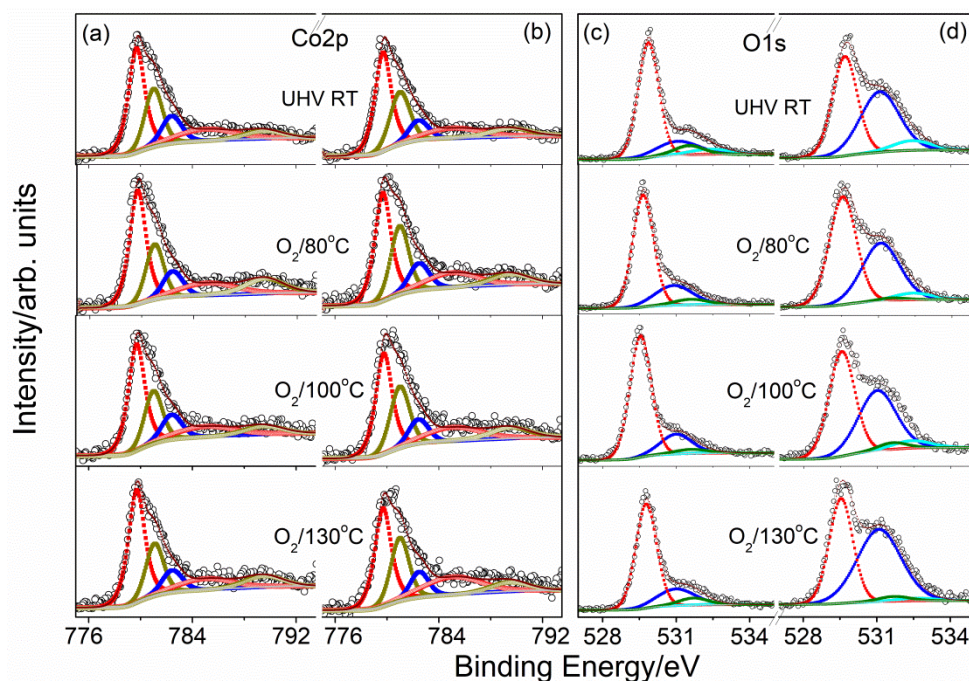 (a) Co2p (b) (c) O1s (d)
UHV RT UHV RT
O₂/80°C O₂/80°C
O₂/100°C O₂/100°C
O₂/130°C O₂/130°C
Intensity/arb. units
776 784 792 776 784 792 528 531 534 528 531 534
Binding Energy/eV